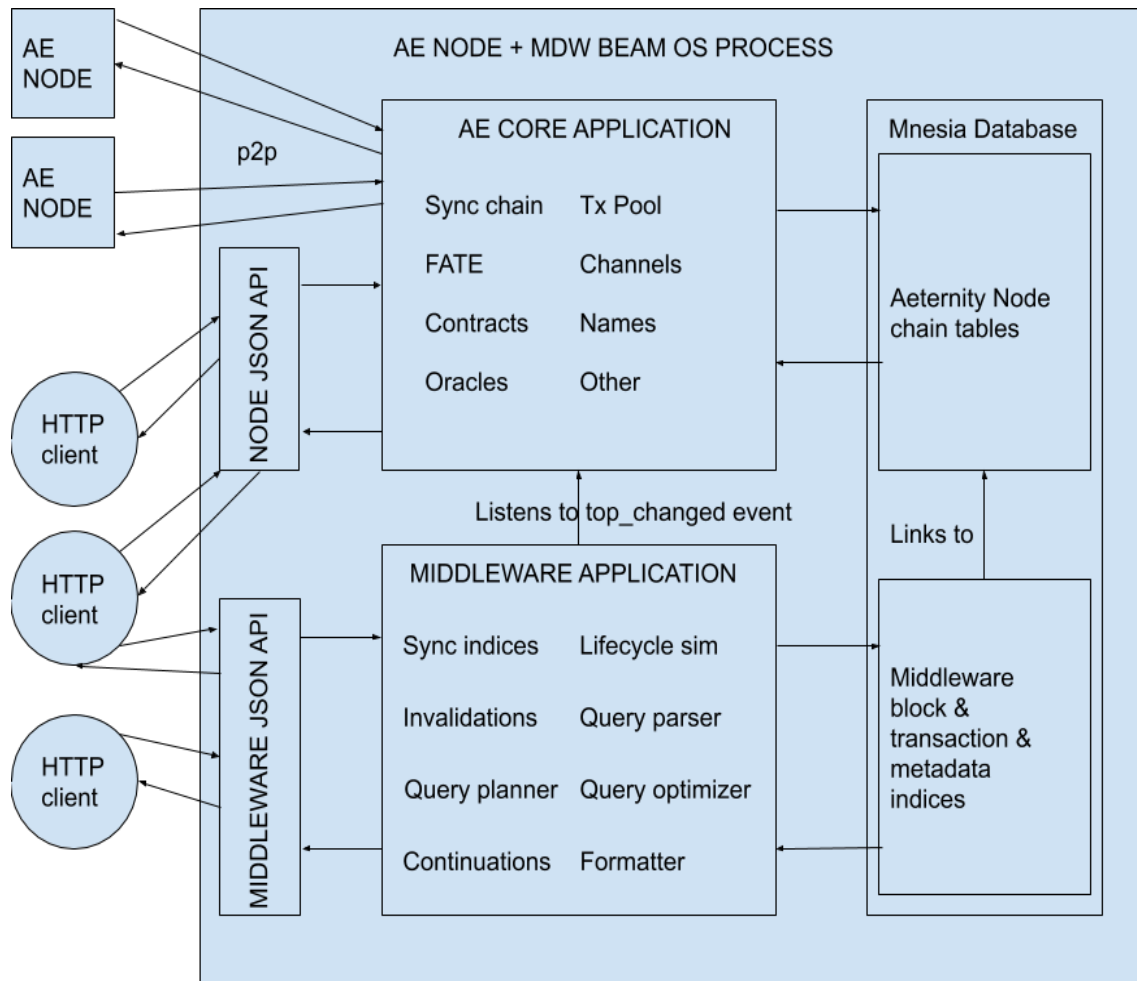 AE NODE + MDW BEAM OS PROCESS
AE
NODE
AE
NODE
p2p
AE CORE APPLICATION
Sync chain
Tx Pool
FATE
Channels
Contracts
Names
Oracles
Other
Mnesia Database
Aeternity Node
chain tables
NODE JSON API
HTTP
client
HTTP
client
HTTP
client
Listens to top_changed event
Links to
MIDDLEWARE JSON API
MIDDLEWARE APPLICATION
Sync indices
Lifecycle sim
Invalidations
Query parser
Query planner
Query optimizer
Continuations
Formatter
Middleware
block &
transaction &
metadata
indices